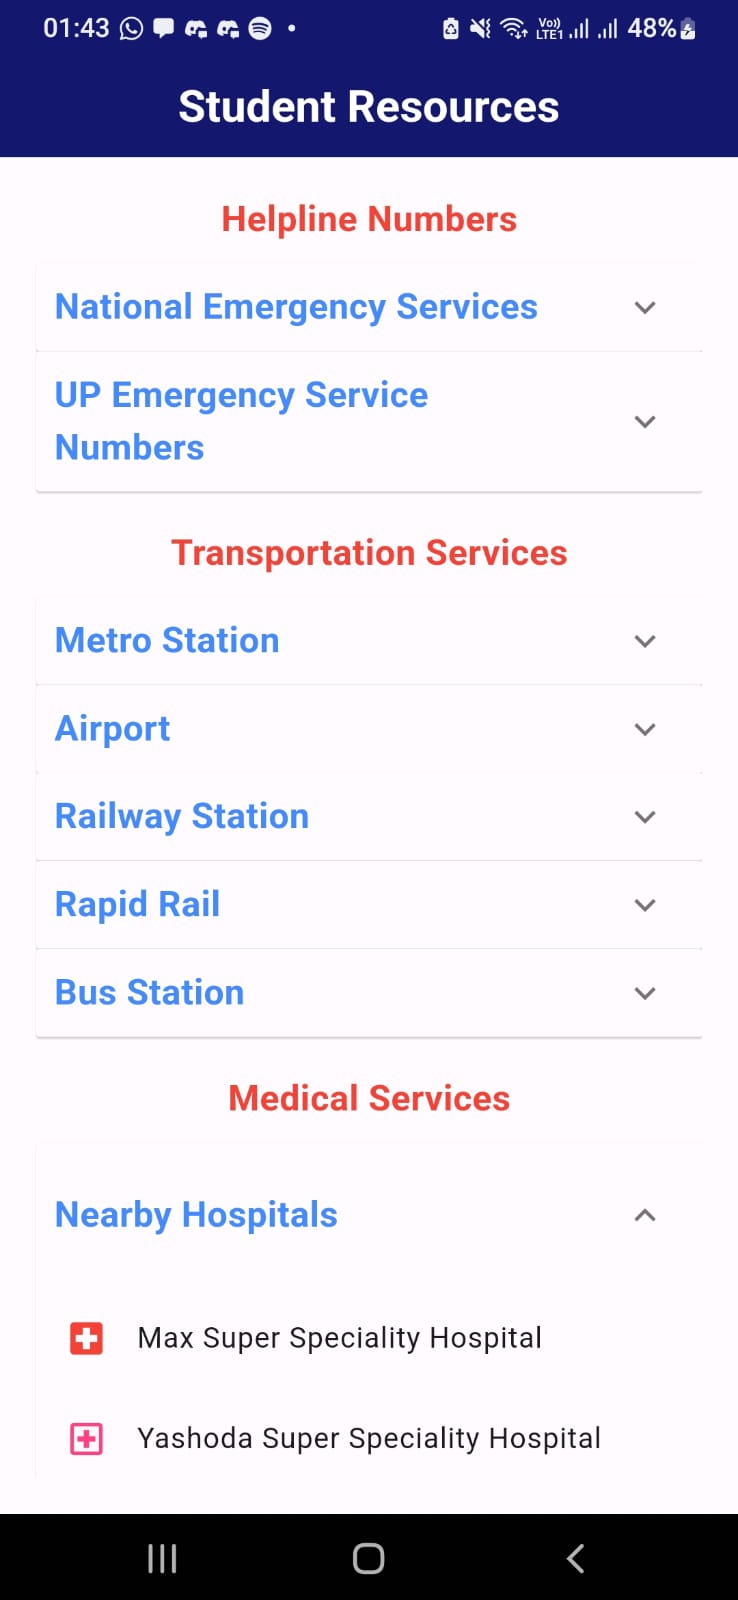 01:43
Vo))
LTE1
48%
Student Resources
Helpline Numbers
National Emergency Services
UP Emergency Service
Numbers
Transportation Services
Metro Station
Airport
Railway Station
Rapid Rail
Bus Station
Medical Services
Nearby Hospitals
Max Super Speciality Hospital
Yashoda Super Speciality Hospital